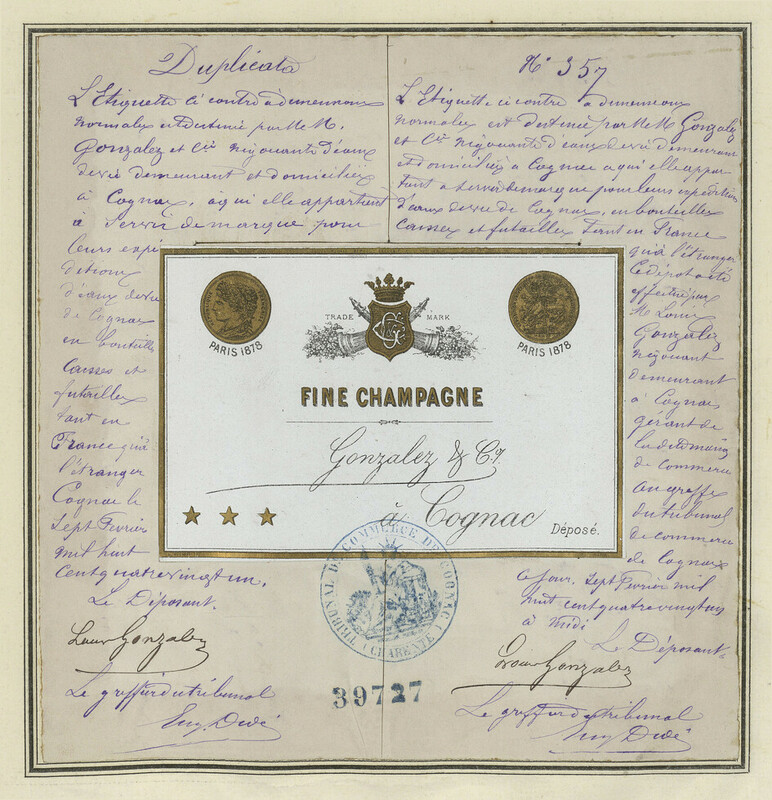 Duplicata
L'Etiquette ci contre à dimensions
normales est destinée par M.M.
Gonzalez et Cie négociants d'eaux
de vie demeurant et domiciliés
à Cognac, à qui elle appartient
à servir de marque pour
leurs expé
ditions
d'eaux de vie
de Cognac
en bouteilles
caisses et
futailles
tant en
France qu'à
l'étranger
Cognac le
sept Février
mil huit
cent quatre vingt un.
Le Déposant.
Louis Gonzalez
Le greffier du tribunal
N° 357
L'Etiquette ci contre à dimensions
normales est destinée par M.M. Gonzalez
et Cie négociants d'eaux de vie demeurant
et domiciliés à Cognac à qui elle appar
tient à servir de marque pour leurs expéditions
d'eaux de vie de Cognac, en bouteilles
caisses et futailles tant en France
qu'à l'étranger
Ce dépôt a été
effectué par
M. Louis
Gonzalez
négociant
demeurant
à Cognac
gérant de
la dite maison
de commerce
au greffe
du tribunal
de commerce
de Cognac
ce jour sept Février mil
huit cent quatre vingt un
à midi
Le Déposant
Louis Gonzalez
Le greffier du tribunal
PARIS 1878
TRADE MARK
PARIS 1878
FINE CHAMPAGNE
Gonzalez & Cy.
à Cognac
Déposé.
TRIBUNAL DE COMMERCE DE COGNAC
(CHARENTE)
39727